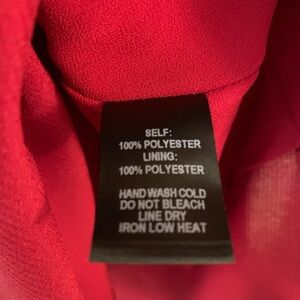 SELF:
100% POLYESTER
LINING:
100% POLYESTER
HAND WASH COLD
DO NOT BLEACH
LINE DRY
IRON LOW HEAT